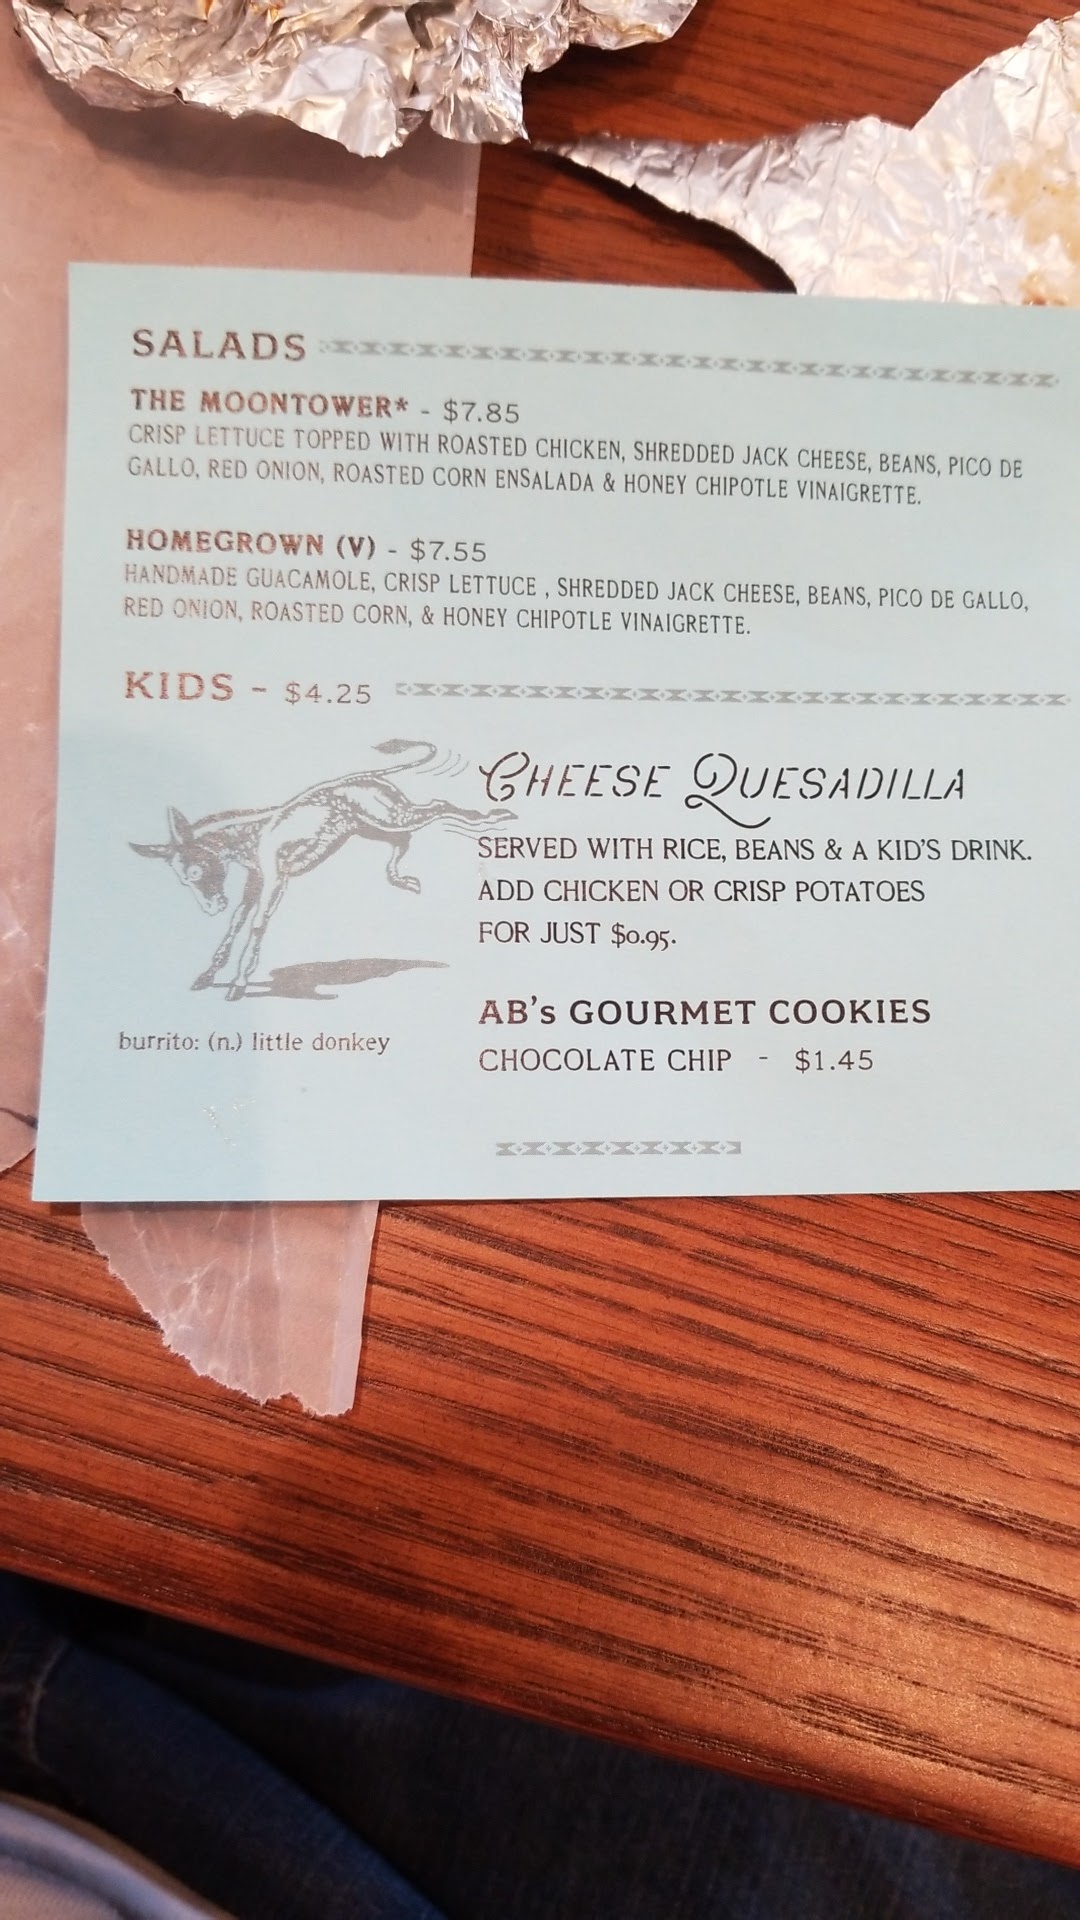 SALADS
THE MOONTOWER* - $7.85
CRISP LETTUCE TOPPED WITH ROASTED CHICKEN, SHREDDED JACK CHEESE, BEANS, PICO DE
GALLO, RED ONION, ROASTED CORN ENSALADA & HONEY CHIPOTLE VINAIGRETTE.
HOMEGROWN (V) - $7.55
HANDMADE GUACAMOLE, CRISP LETTUCE , SHREDDED JACK CHEESE, BEANS, PICO DE GALLO,
RED ONION, ROASTED CORN, & HONEY CHIPOTLE VINAIGRETTE.
KIDS - $4.25
CHEESE QUESADILLA
SERVED WITH RICE, BEANS & A KID'S DRINK.
ADD CHICKEN OR CRISP POTATOES
FOR JUST $0.95.
burrito: (n.) little donkey
AB's GOURMET COOKIES
CHOCOLATE CHIP - $1.45